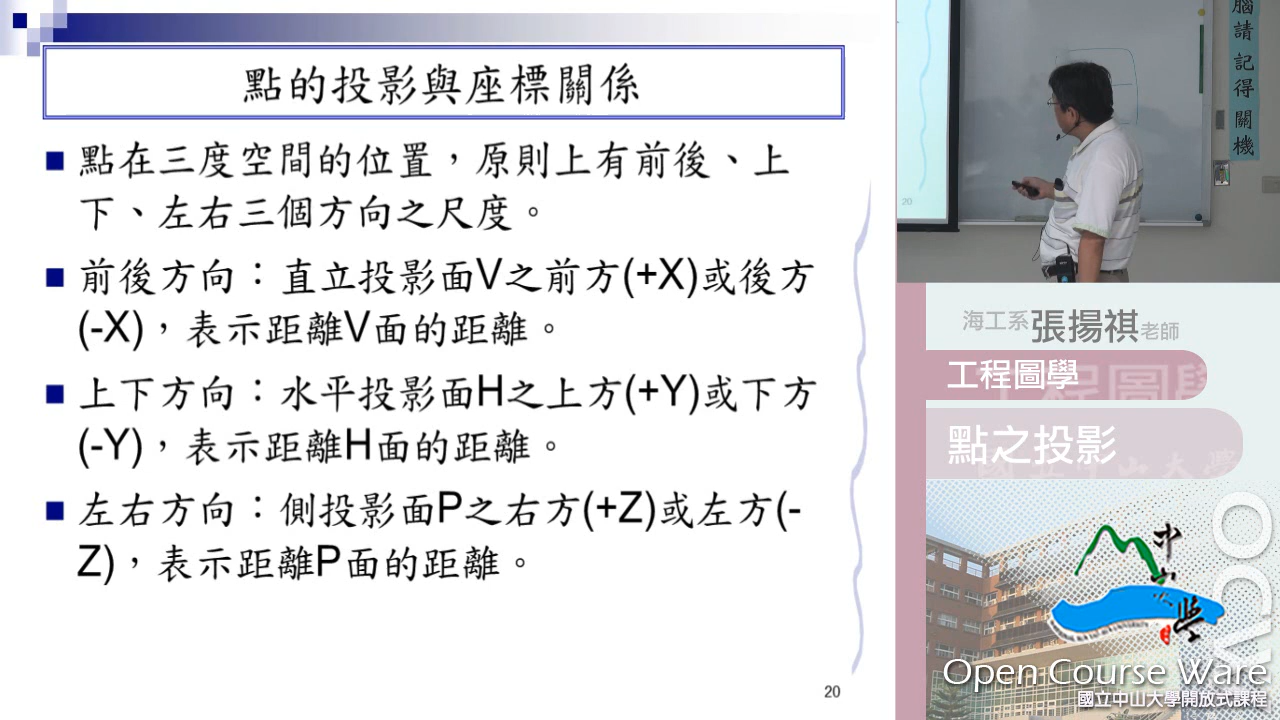 點的投影與座標關係
■ 點在三度空間的位置，原則上有前後、上
下、左右三個方向之尺度。
■ 前後方向：直立投影面V之前方(+X)或後方
(-X)，表示距離V面的距離。
■ 上下方向：水平投影面H之上方(+Y)或下方
(-Y)，表示距離H面的距離。
■ 左右方向：側投影面P之右方(+Z)或左方(-
Z)，表示距離P面的距離。
20
20
腦請記得關機
海工系張揚祺老師
工程圖學
點之投影
中山大學
Open Course Ware
國立中山大學開放式課程